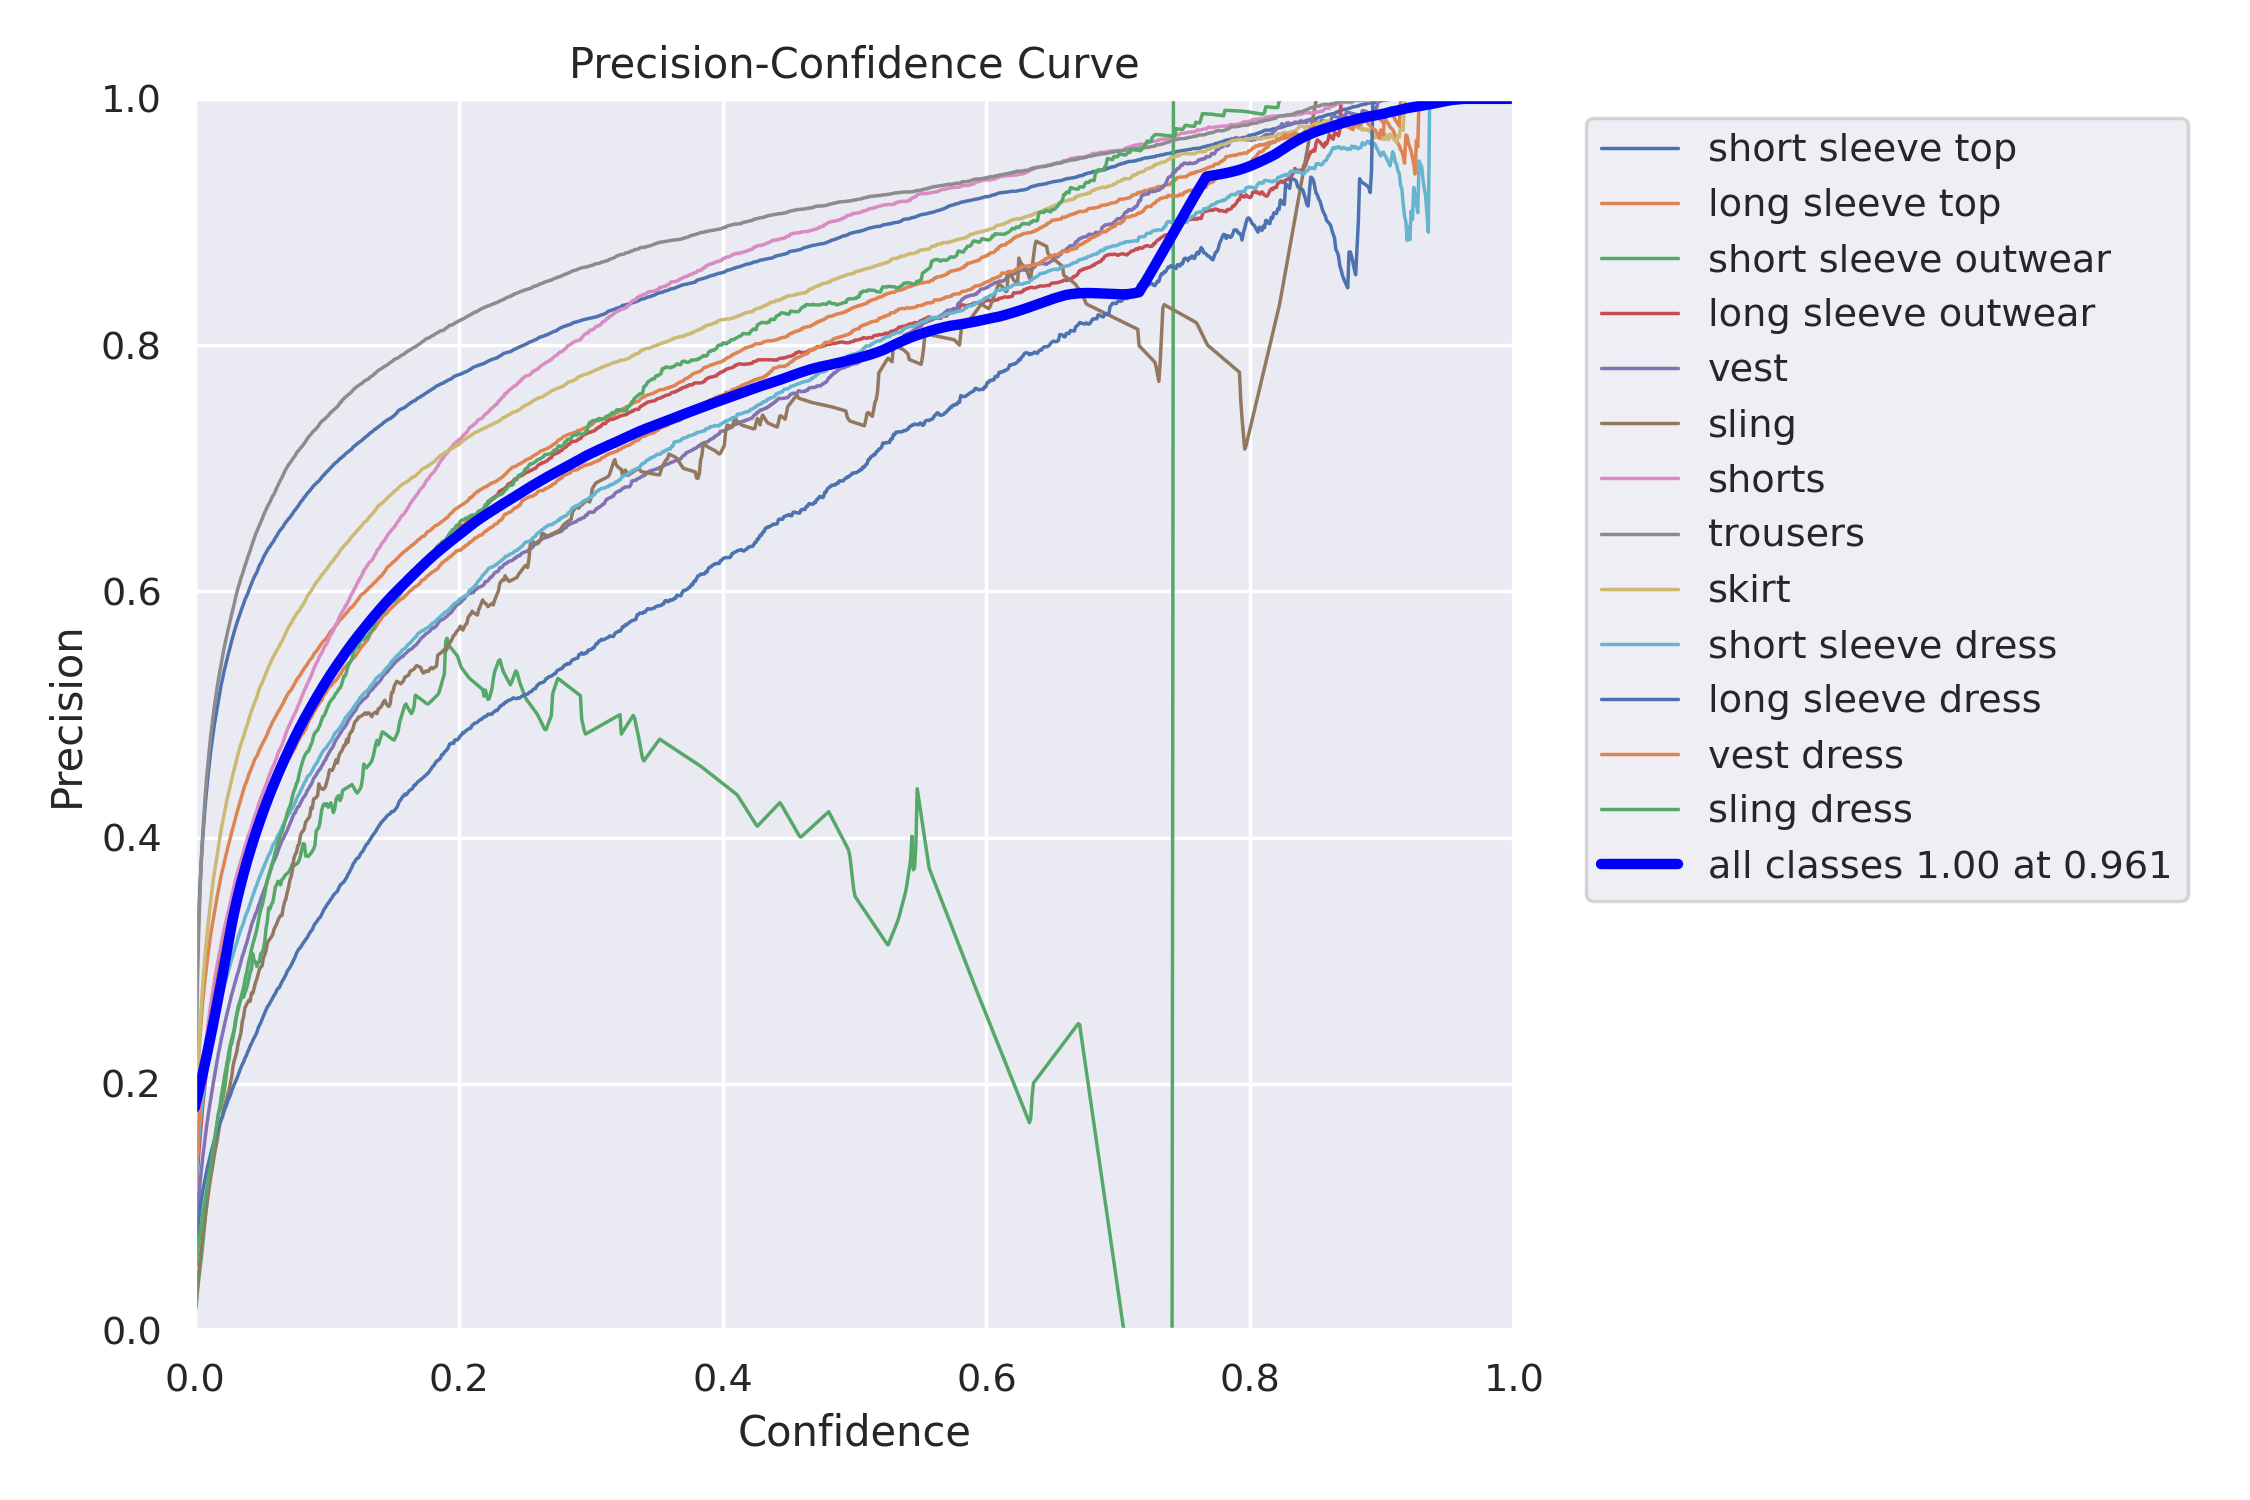 Precision-Confidence Curve
1.0
0.8
0.6
0.4
0.2
0.0
Precision
0.0 0.2 0.4 0.6 0.8 1.0
Confidence
short sleeve top
long sleeve top
short sleeve outwear
long sleeve outwear
vest
sling
shorts
trousers
skirt
short sleeve dress
long sleeve dress
vest dress
sling dress
all classes 1.00 at 0.961